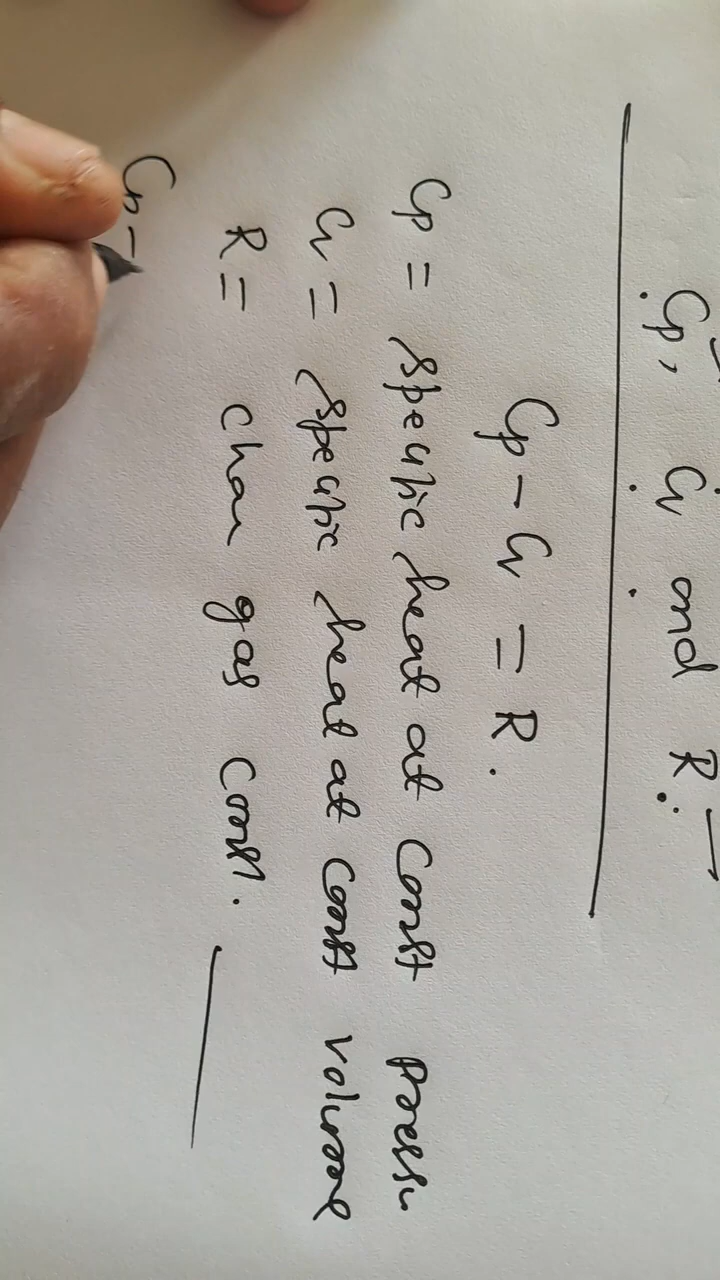 Cp, Cv and R:—
Cp – Cv = R.
Cp = specific heat at const pressu
Cv = specific heat at const volume
R = char gas const.
Cp –